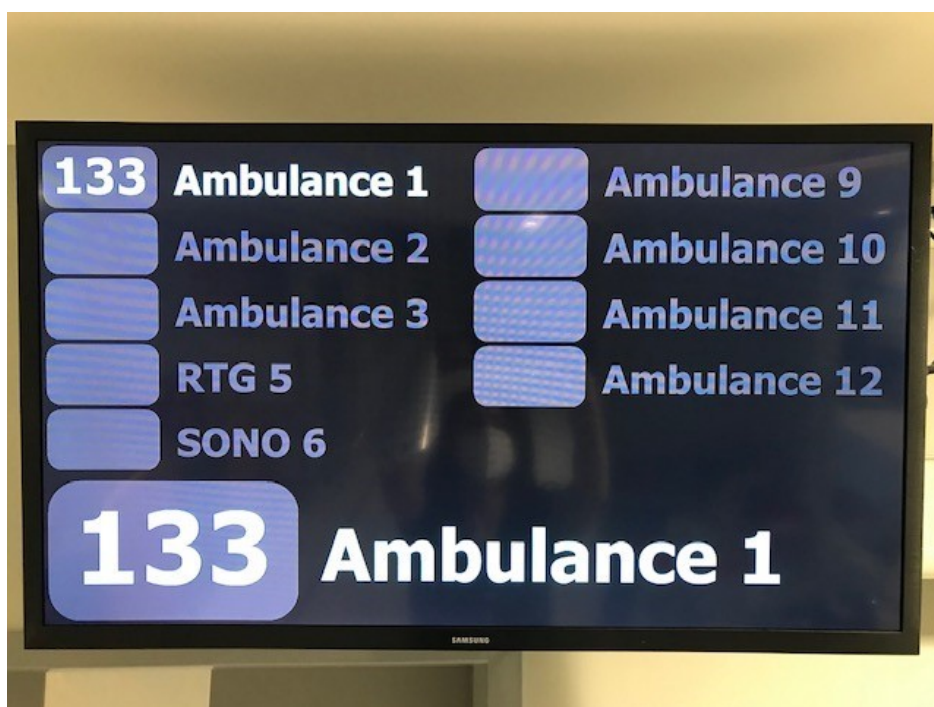 133 Ambulance 1
Ambulance 2
Ambulance 3
RTG 5
SONO 6
Ambulance 9
Ambulance 10
Ambulance 11
Ambulance 12
133 Ambulance 1
SAMSUNG